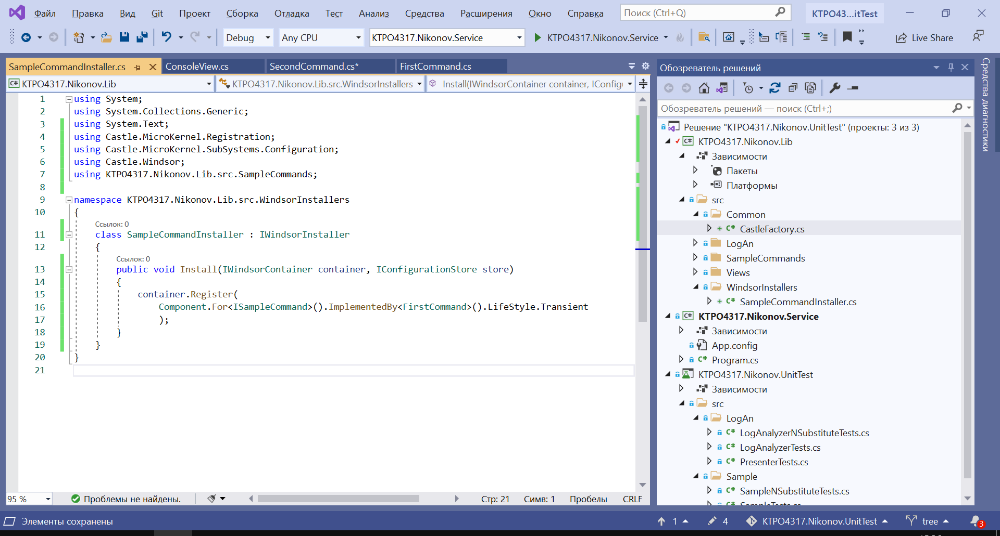 Файл Правка Вид Git Проект Сборка Отладка Тест Анализ Средства Расширения Окно Справка Поиск (Ctrl+Q) КТРО43...itTest
Debug Any CPU KTPO4317.Nikonov.Service KTPO4317.Nikonov.Service Live Share
SampleCommandInstaller.cs ConsoleView.cs SecondCommand.cs* FirstCommand.cs
C# KTPO4317.Nikonov.Lib KTPO4317.Nikonov.Lib.src.WindsorInstallers Install(IWindsorContainer container, IConfig
1 using System;
2 using System.Collections.Generic;
3 using System.Text;
4 using Castle.MicroKernel.Registration;
5 using Castle.MicroKernel.SubSystems.Configuration;
6 using Castle.Windsor;
7 using KTPO4317.Nikonov.Lib.src.SampleCommands;
8
9 namespace KTPO4317.Nikonov.Lib.src.WindsorInstallers
10 {
Ссылок: 0
11 class SampleCommandInstaller : IWindsorInstaller
12 {
Ссылок: 0
13 public void Install(IWindsorContainer container, IConfigurationStore store)
14 {
15 container.Register(
16 Component.For<ISampleCommand>().ImplementedBy<FirstCommand>().LifeStyle.Transient
17 );
18 }
19 }
20 }
21
95 % Проблемы не найдены. Стр: 21 Симв: 1 Пробелы CRLF
Обозреватель решений
Обозреватель решений — поиск (Ctrl+;)
Решение "KTPO4317.Nikonov.UnitTest" (проекты: 3 из 3)
C# KTPO4317.Nikonov.Lib
Зависимости
Пакеты
Платформы
src
Common
C# CastleFactory.cs
LogAn
SampleCommands
Views
WindsorInstallers
C# SampleCommandInstaller.cs
C# KTPO4317.Nikonov.Service
Зависимости
App.config
C# Program.cs
KTPO4317.Nikonov.UnitTest
Зависимости
src
LogAn
C# LogAnalyzerNSubstituteTests.cs
C# LogAnalyzerTests.cs
C# PresenterTests.cs
Sample
C# SampleNSubstituteTests.cs
C# SampleTests.cs
Средства диагностики
Элементы сохранены 1 4 KTPO4317.Nikonov.UnitTest tree 3